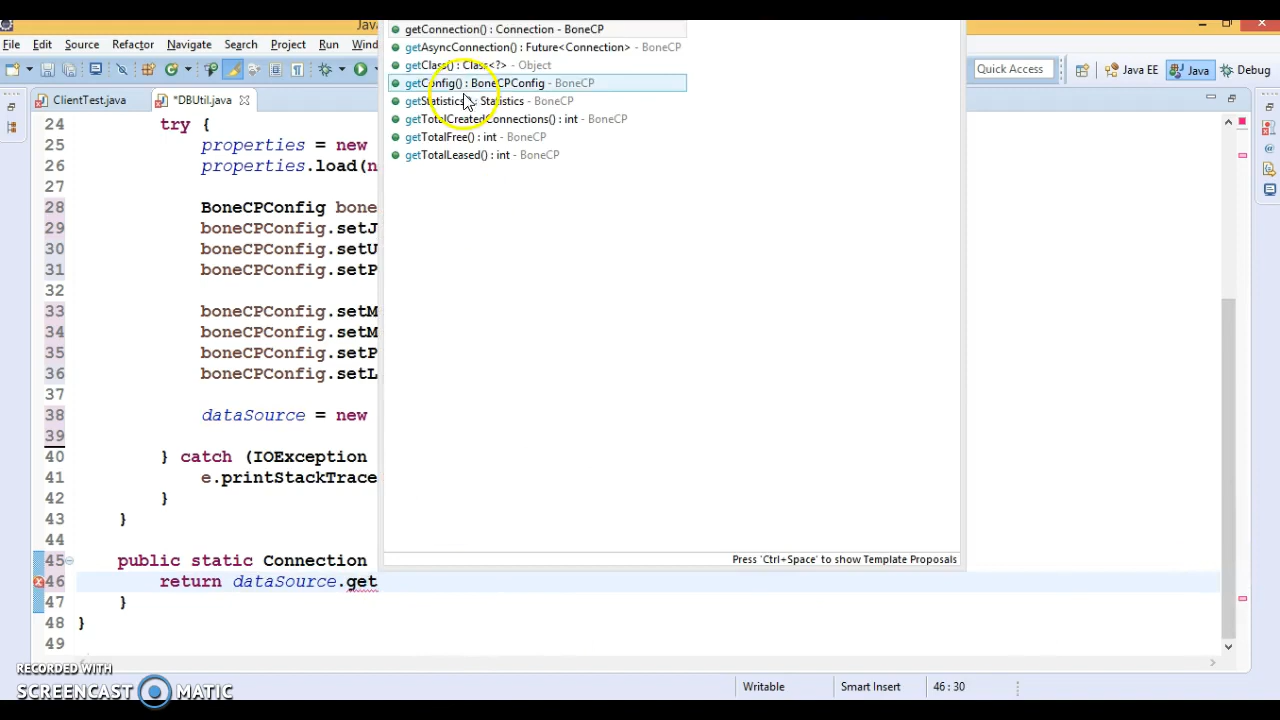 Java
File Edit Source Refactor Navigate Search Project Run Wind
Quick Access Java EE Java Debug
ClientTest.java *DBUtil.java
getConnection() : Connection - BoneCP
getAsyncConnection() : Future<Connection> - BoneCP
getClass() : Class<?> - Object
getConfig() : BoneCPConfig - BoneCP
getStatistics : Statistics - BoneCP
getTotalCreatedConnections() : int - BoneCP
getTotalFree() : int - BoneCP
getTotalLeased() : int - BoneCP
24 try {
25 properties = new
26 properties.load(n
27
28 BoneCPConfig bone
29 boneCPConfig.setJ
30 boneCPConfig.setU
31 boneCPConfig.setP
32
33 boneCPConfig.setM
34 boneCPConfig.setM
35 boneCPConfig.setP
36 boneCPConfig.setL
37
38 dataSource = new
39
40 } catch (IOException
41 e.printStackTrace
42 }
43 }
44
45 public static Connection
46 return dataSource.get
47 }
48 }
49
Press 'Ctrl+Space' to show Template Proposals
Writable Smart Insert 46 : 30
RECORDED WITH
SCREENCAST MATIC